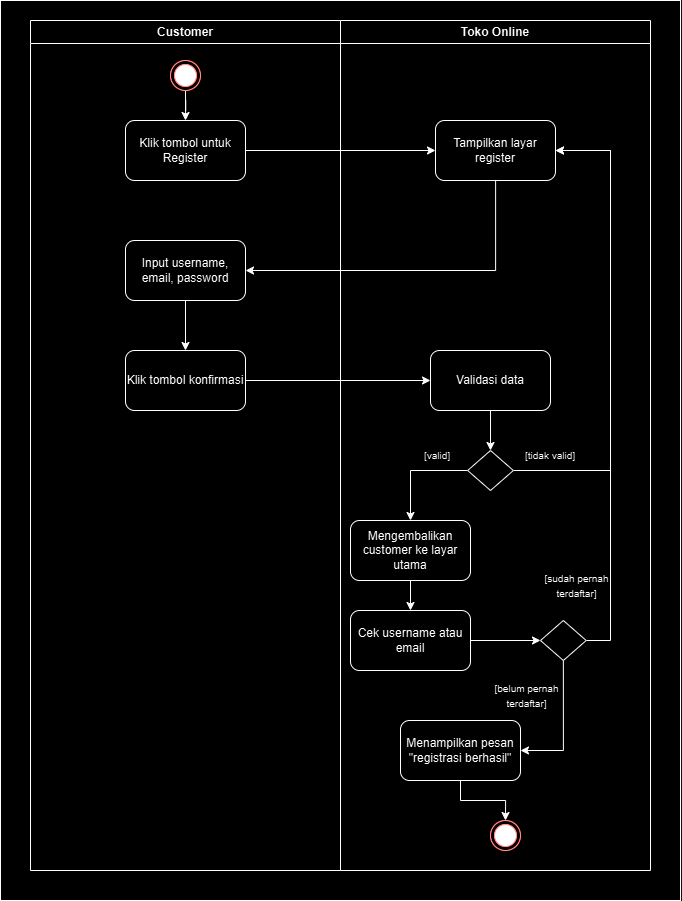 Customer
Toko Online
Klik tombol untuk
Register
Tampilkan layar
register
Input username,
email, password
Klik tombol konfirmasi
Validasi data
[valid]
[tidak valid]
Mengembalikan
customer ke layar
utama
[sudah pernah
terdaftar]
Cek username atau
email
[belum pernah
terdaftar]
Menampilkan pesan
"registrasi berhasil"